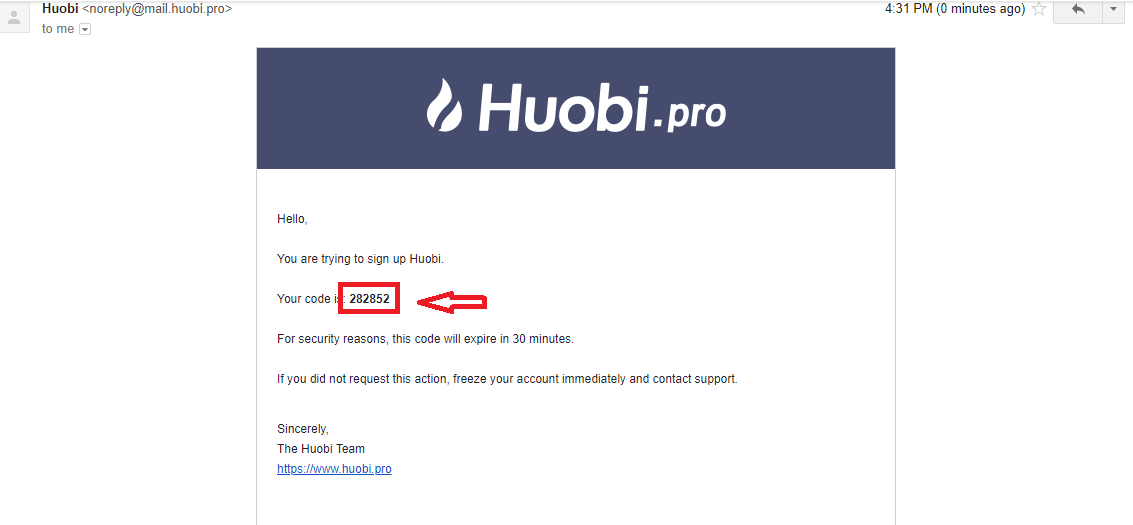 Huobi <noreply@mail.huobi.pro> 4:31 PM (0 minutes ago)
to me
Huobi.pro
Hello,
You are trying to sign up Huobi.
Your code is: 282852
For security reasons, this code will expire in 30 minutes.
If you did not request this action, freeze your account immediately and contact support.
Sincerely,
The Huobi Team
https://www.huobi.pro